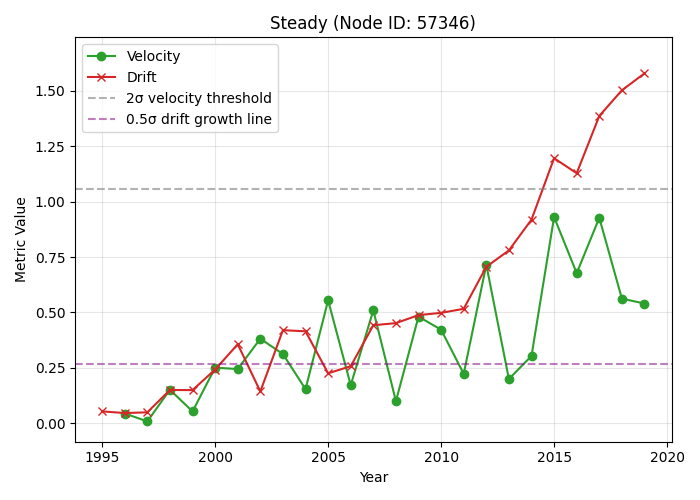 Steady (Node ID: 57346)
Velocity
Drift
2σ velocity threshold
0.5σ drift growth line
Metric Value
1.50
1.25
1.00
0.75
0.50
0.25
0.00
1995
2000
2005
2010
2015
2020
Year